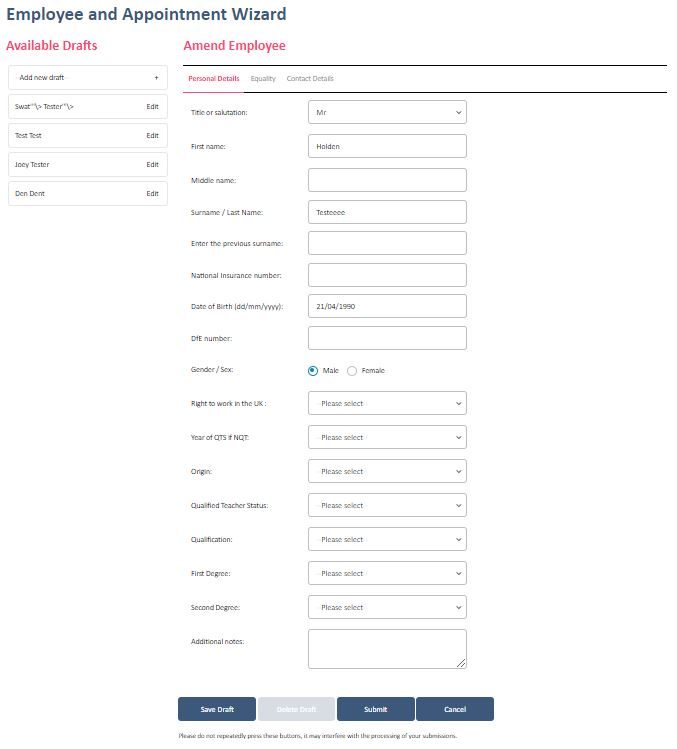 Employee and Appointment Wizard
Available Drafts
--Add new draft-- +
Swat'"\> Tester'"\> Edit
Test Test Edit
Joey Tester Edit
Den Dent Edit
Amend Employee
Personal Details Equality Contact Details
Title or salutation: Mr
First name: Holden
Middle name:
Surname / Last Name: Testeeee
Enter the previous surname:
National Insurance number:
Date of Birth (dd/mm/yyyy): 21/04/1990
DfE number:
Gender / Sex: Male Female
Right to work in the UK : --Please select--
Year of QTS if NQT: --Please select--
Origin: --Please select--
Qualified Teacher Status: --Please select--
Qualification: --Please select--
First Degree: --Please select--
Second Degree: --Please select--
Additional notes:
Save Draft Delete Draft Submit Cancel
Please do not repeatedly press these buttons, it may interfere with the processing of your submissions.